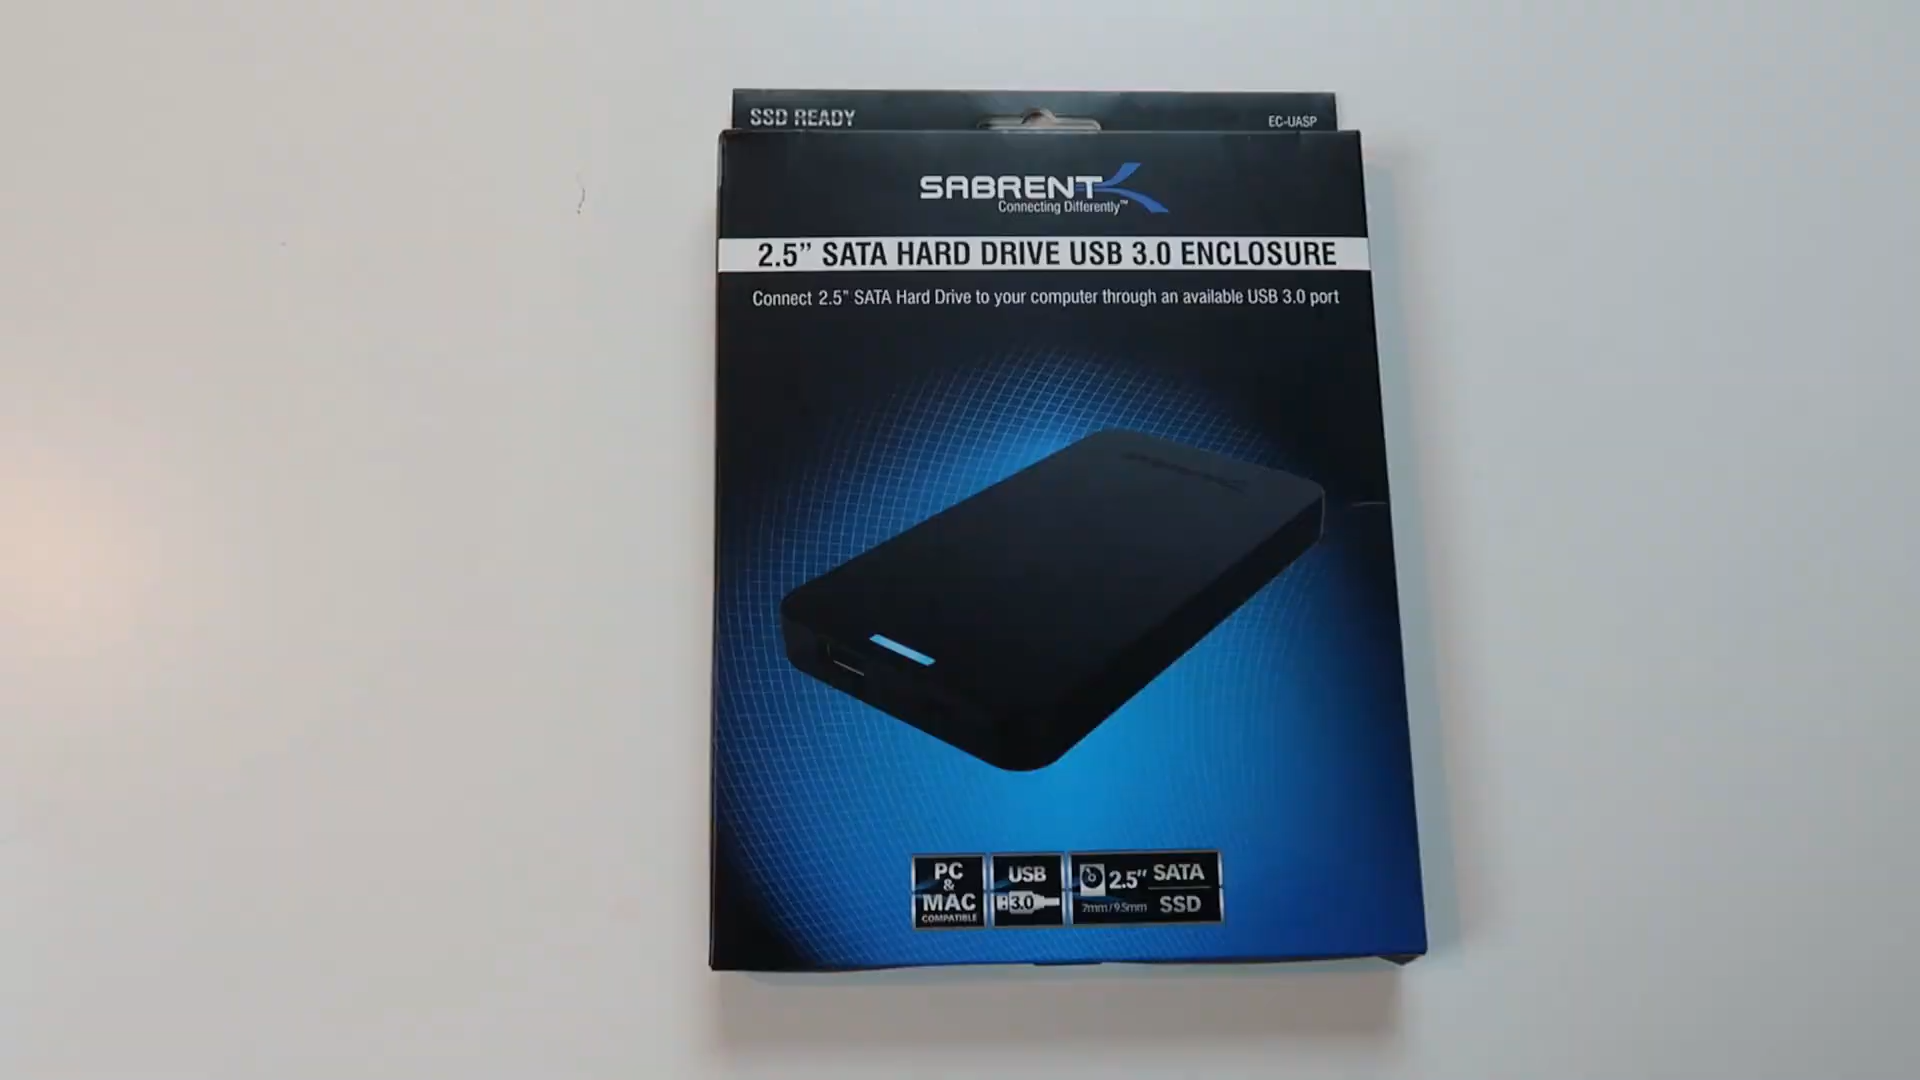 SSD READY
EC-UASP
SABRENT
Connecting Differently™
2.5” SATA HARD DRIVE USB 3.0 ENCLOSURE
Connect 2.5” SATA Hard Drive to your computer through an available USB 3.0 port
PC
&
MAC
COMPATIBLE
USB
3.0
2.5” SATA
7mm/9.5mm SSD